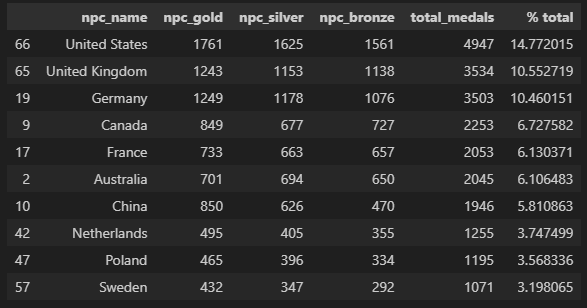 npc_name npc_gold npc_silver npc_bronze total_medals % total
66 United States 1761 1625 1561 4947 14.772015
65 United Kingdom 1243 1153 1138 3534 10.552719
19 Germany 1249 1178 1076 3503 10.460151
9 Canada 849 677 727 2253 6.727582
17 France 733 663 657 2053 6.130371
2 Australia 701 694 650 2045 6.106483
10 China 850 626 470 1946 5.810863
42 Netherlands 495 405 355 1255 3.747499
47 Poland 465 396 334 1195 3.568336
57 Sweden 432 347 292 1071 3.198065